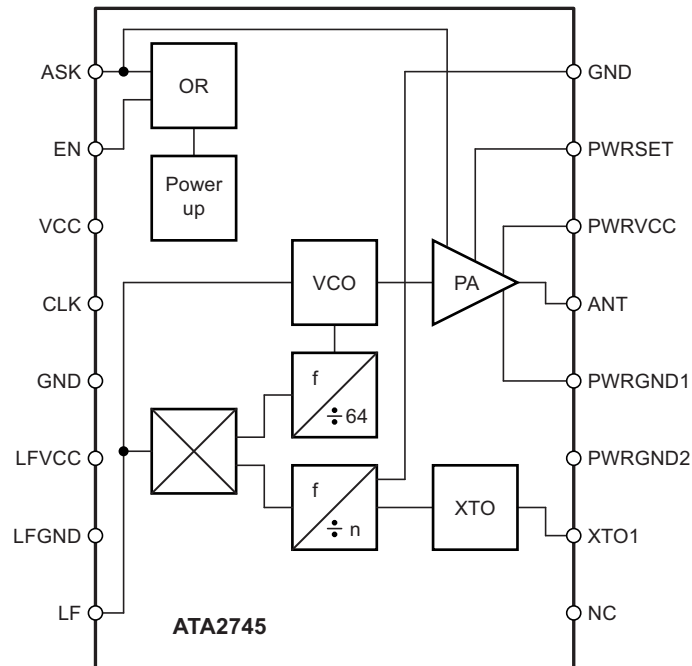 ASK
EN
VCC
CLK
GND
LFVCC
LFGND
LF
OR
Power
up
VCO
PA
f
÷ 64
f
÷ n
XTO
ATA2745
GND
PWRSET
PWRVCC
ANT
PWRGND1
PWRGND2
XTO1
NC